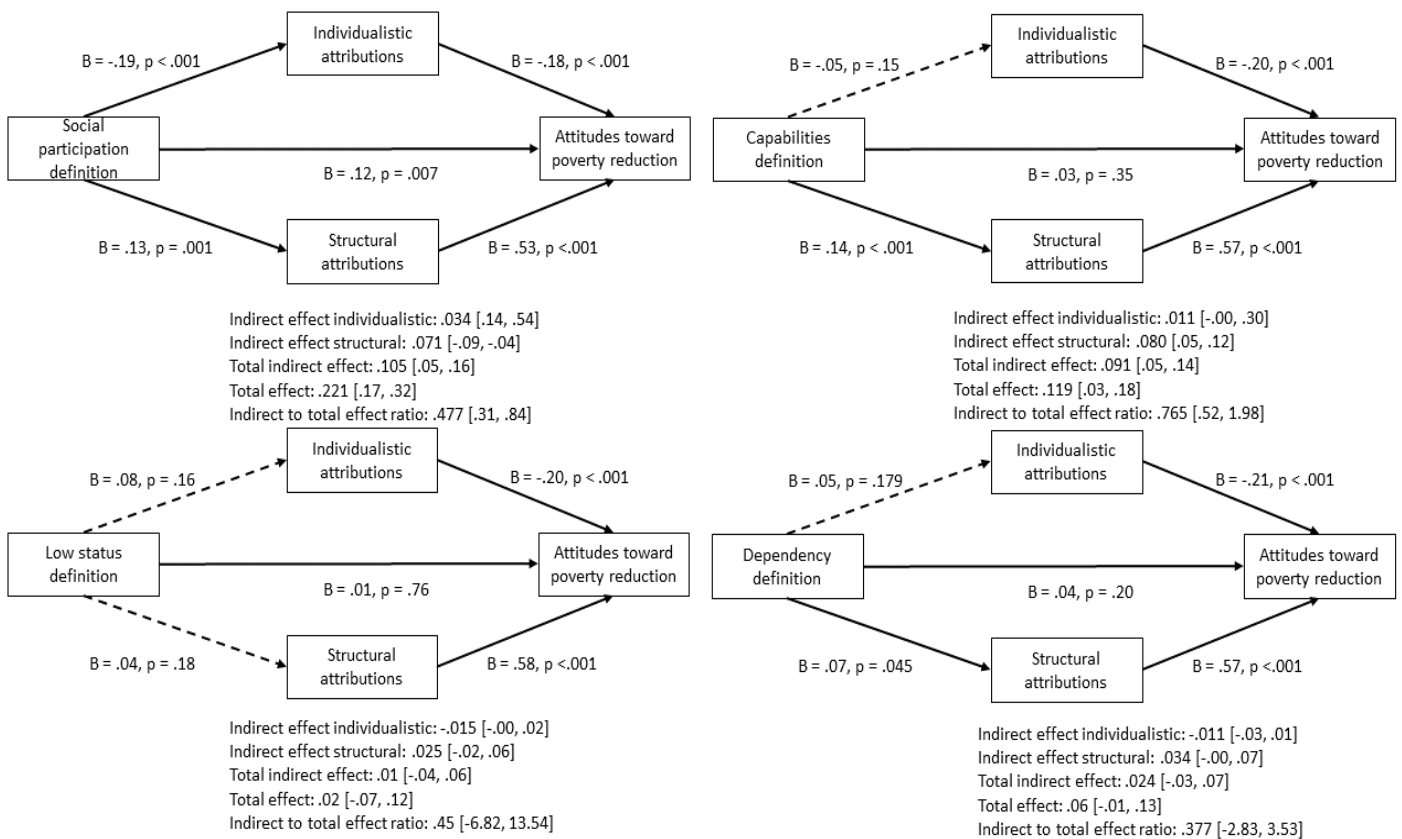 Individualistic
attributions
B = -.19, p < .001
B = -.18, p < .001
Social
participation
definition
Attitudes toward
poverty reduction
B = .12, p = .007
B = .13, p = .001
Structural
attributions
B = .53, p <.001
Indirect effect individualistic: .034 [.14, .54]
Indirect effect structural: .071 [-.09, -.04]
Total indirect effect: .105 [.05, .16]
Total effect: .221 [.17, .32]
Indirect to total effect ratio: .477 [.31, .84]
Individualistic
attributions
B = -.05, p = .15
B = -.20, p < .001
Capabilities
definition
Attitudes toward
poverty reduction
B = .03, p = .35
B = .14, p < .001
Structural
attributions
B = .57, p <.001
Indirect effect individualistic: .011 [-.00, .30]
Indirect effect structural: .080 [.05, .12]
Total indirect effect: .091 [.05, .14]
Total effect: .119 [.03, .18]
Indirect to total effect ratio: .765 [.52, 1.98]
Individualistic
attributions
B = .08, p = .16
B = -.20, p < .001
Low status
definition
Attitudes toward
poverty reduction
B = .01, p = .76
B = .04, p = .18
Structural
attributions
B = .58, p <.001
Indirect effect individualistic: -.015 [-.00, .02]
Indirect effect structural: .025 [-.02, .06]
Total indirect effect: .01 [-.04, .06]
Total effect: .02 [-.07, .12]
Indirect to total effect ratio: .45 [-6.82, 13.54]
Individualistic
attributions
B = .05, p = .179
B = -.21, p < .001
Dependency
definition
Attitudes toward
poverty reduction
B = .04, p = .20
B = .07, p = .045
Structural
attributions
B = .57, p <.001
Indirect effect individualistic: -.011 [-.03, .01]
Indirect effect structural: .034 [-.00, .07]
Total indirect effect: .024 [-.03, .07]
Total effect: .06 [-.01, .13]
Indirect to total effect ratio: .377 [-2.83, 3.53]